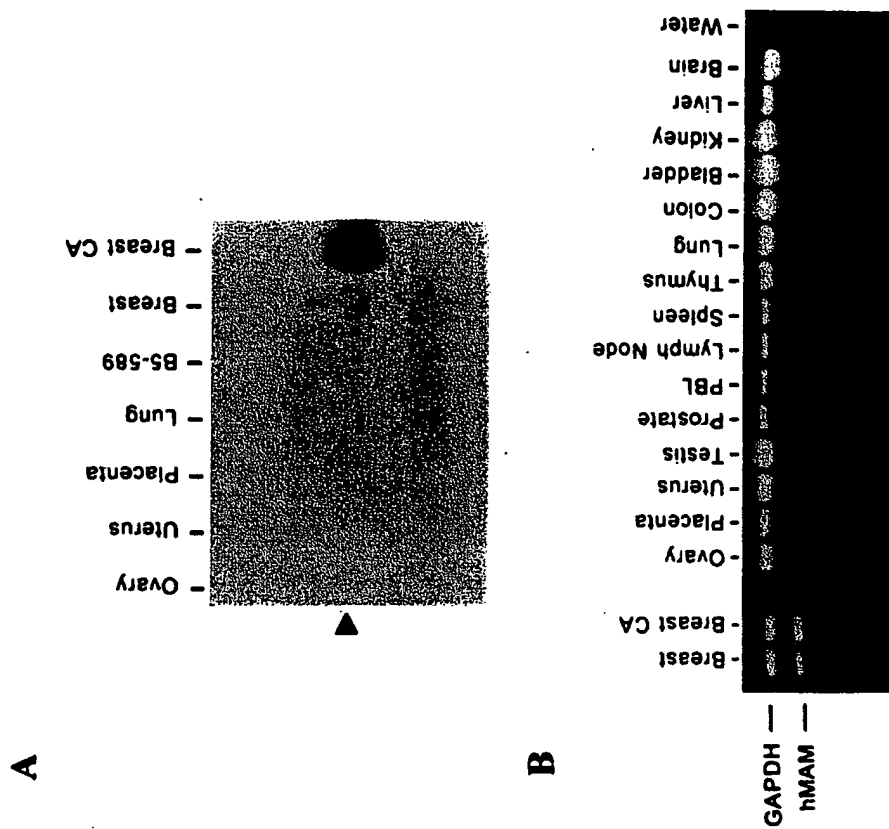 A
Ovary
Uterus
Placenta
Lung
B5-589
Breast
Breast CA
B
Breast
Breast CA
Ovary
Placenta
Uterus
Testis
Prostate
PBL
Lymph Node
Spleen
Thymus
Lung
Colon
Bladder
Kidney
Liver
Brain
Water
GAPDH
hMAM